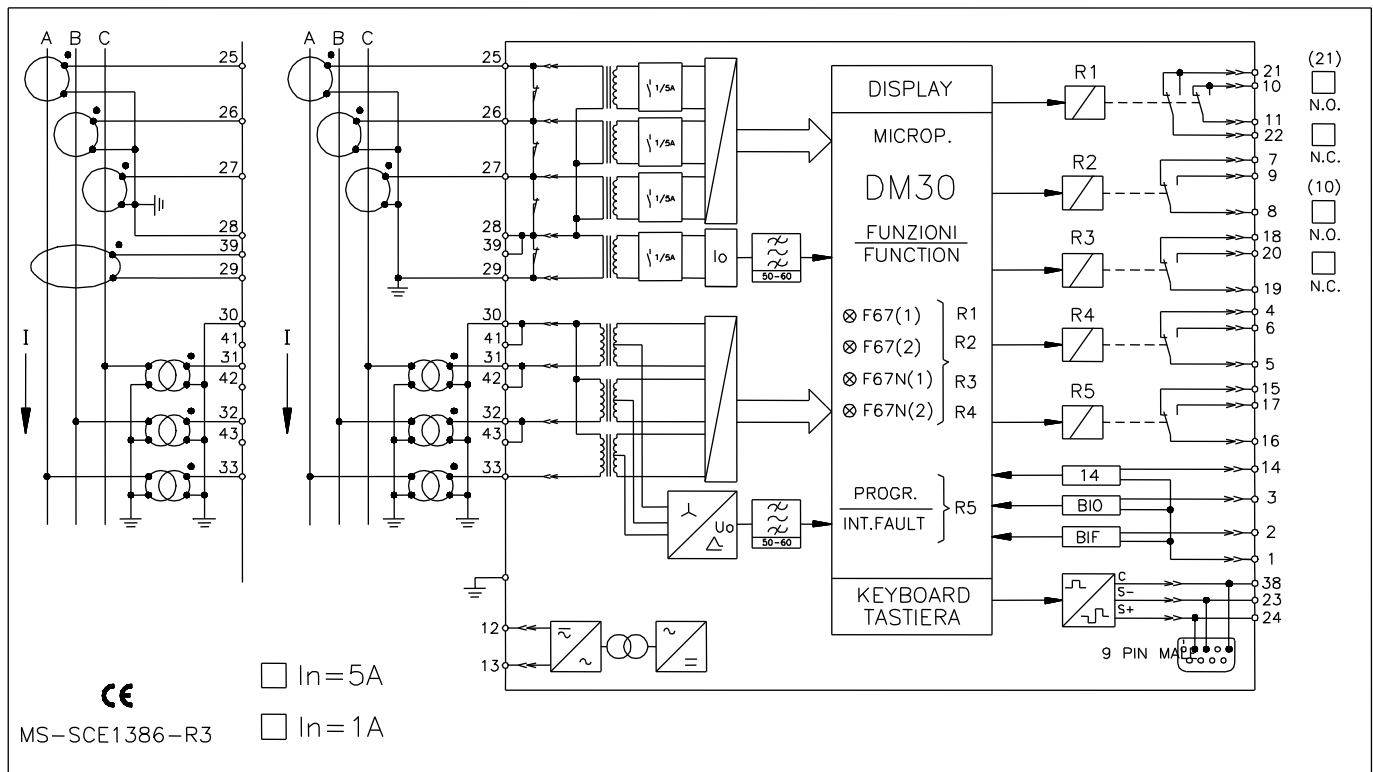 A B C
25
26
27
28
39
29
30
41
31
42
32
43
33
I
A B C
25
26
27
28
39
29
30
41
31
42
32
43
33
I
12
13
1/5A
1/5A
1/5A
1/5A
Io
50-60
Uo
50-60
DISPLAY
MICROP.
DM30
FUNZIONI
FUNCTION
F67(1) R1
F67(2) R2
F67N(1) R3
F67N(2) R4
PROGR.
INT.FAULT
R5
KEYBOARD
TASTIERA
R1
R2
R3
R4
R5
14
BI0
BIF
C
S-
S+
21
10
11
22
7
9
8
18
20
19
4
6
5
15
17
16
14
3
2
1
38
23
24
9 PIN MALE
(21)
N.O.
N.C.
(10)
N.O.
N.C.
CE
MS-SCE1386-R3
In=5A
In=1A